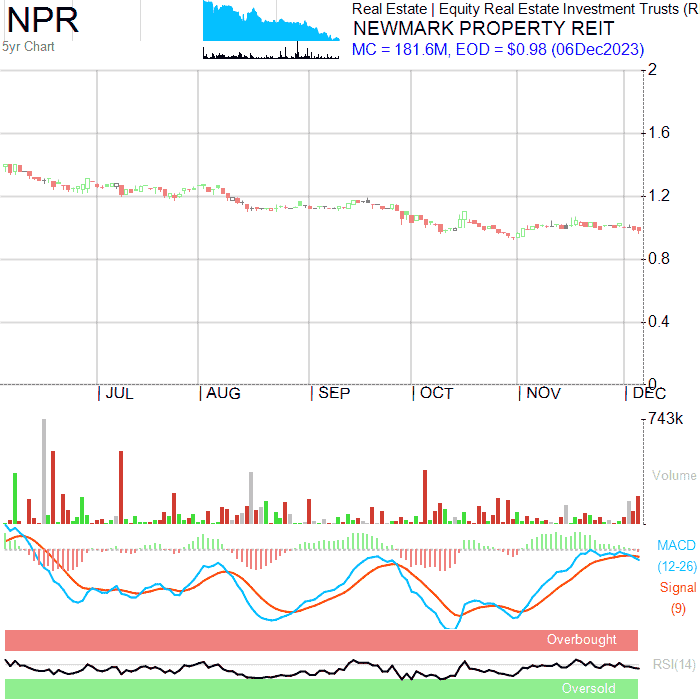 NPR
5yr Chart
Real Estate | Equity Real Estate Investment Trusts (R
NEWMARK PROPERTY REIT
MC = 181.6M, EOD = $0.98 (06Dec2023)
2
1.6
1.2
0.8
0.4
0
JUL AUG SEP OCT NOV DEC
743k
Volume
MACD
(12-26)
Signal
(9)
Overbought
RSI(14)
Oversold